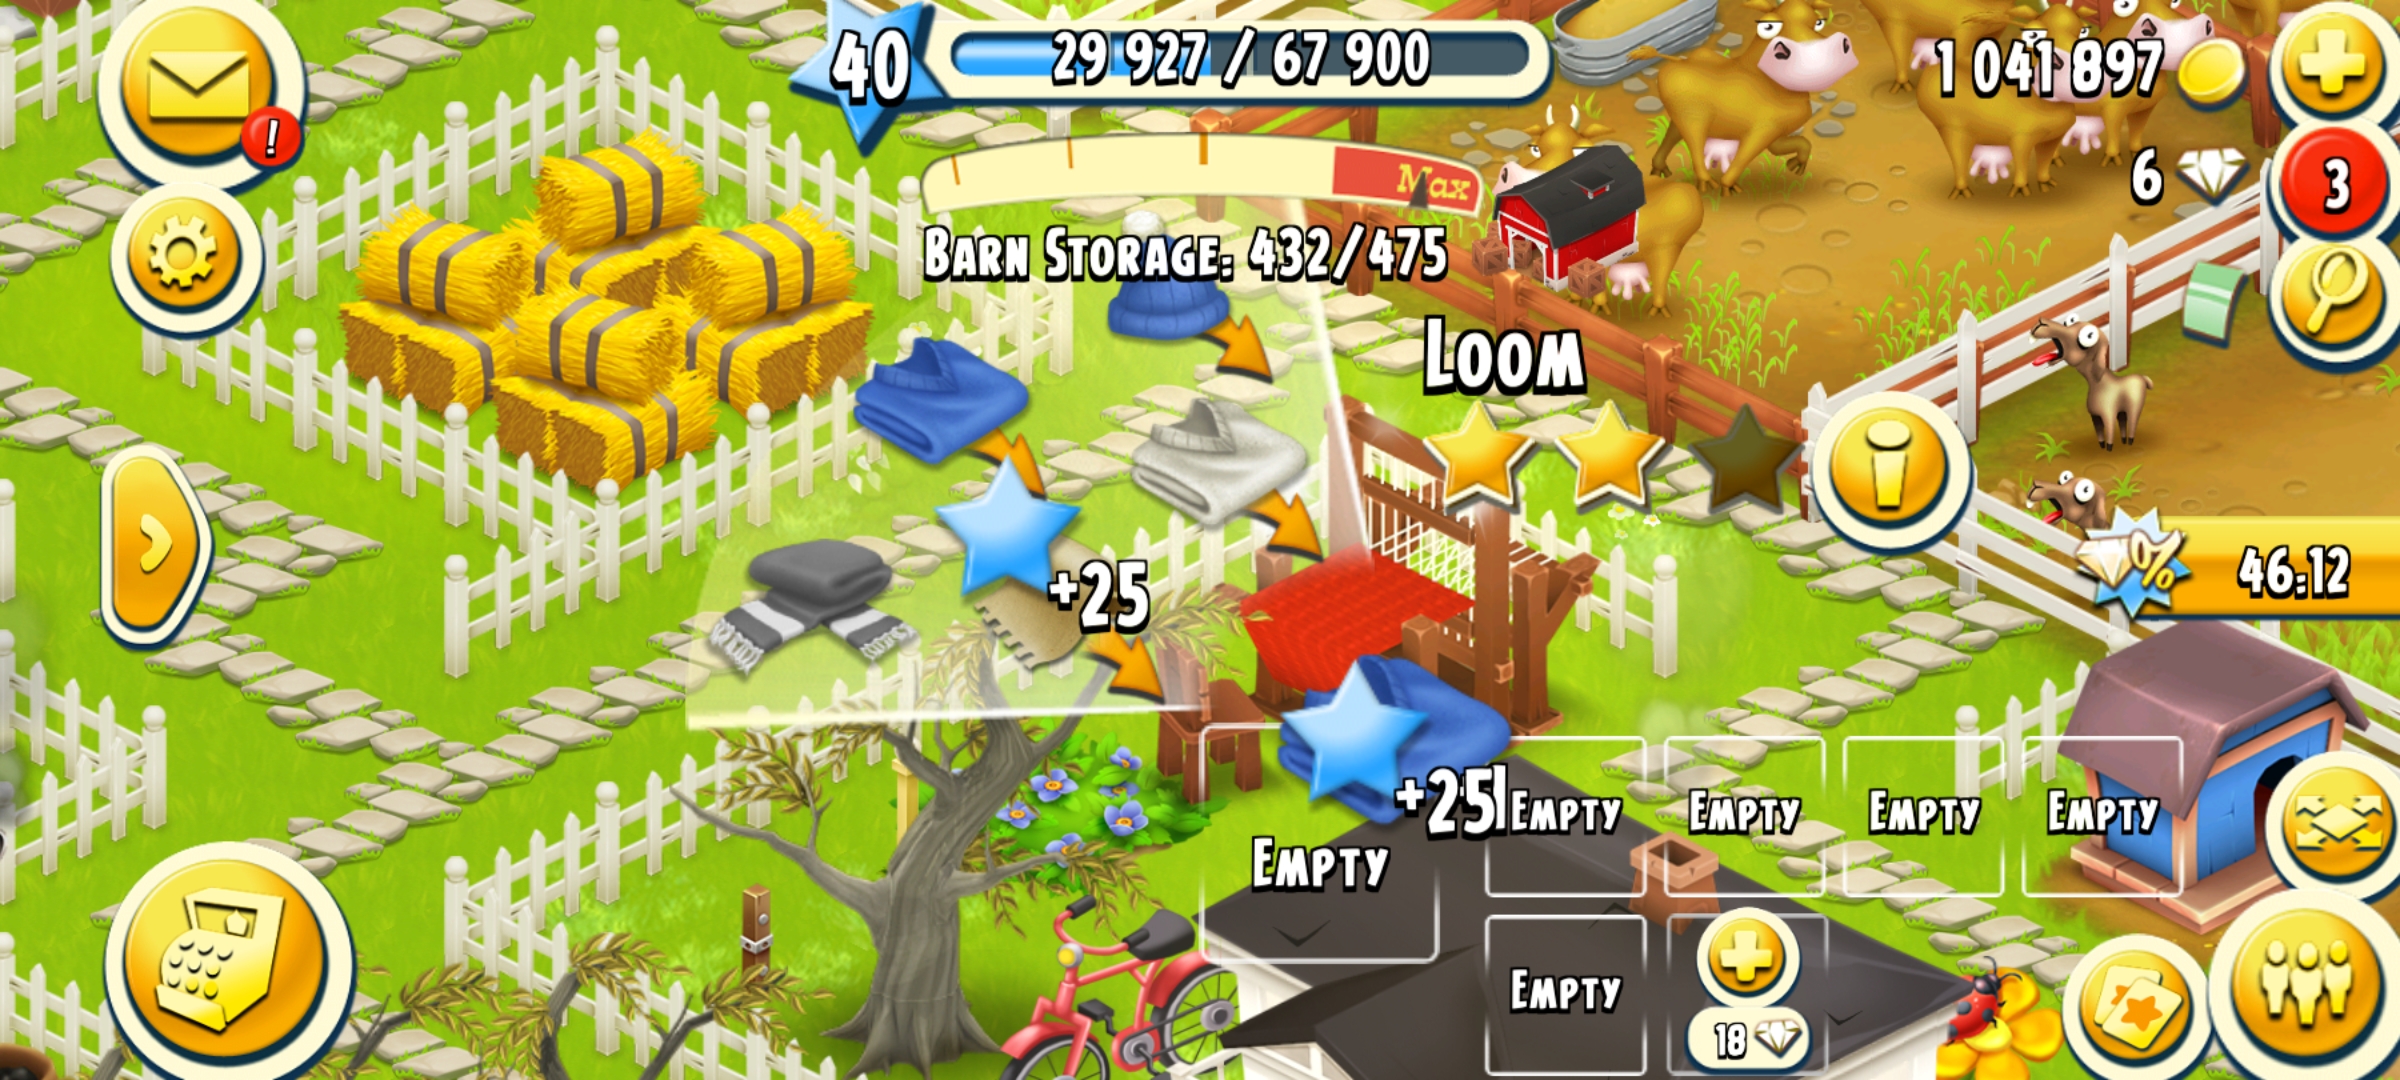 40
29 927 / 67 900
1 041 897
!
Max
6
3
BARN STORAGE: 432/475
LOOM
%
46:12
+25
+25
EMPTY
EMPTY
EMPTY
EMPTY
EMPTY
EMPTY
18